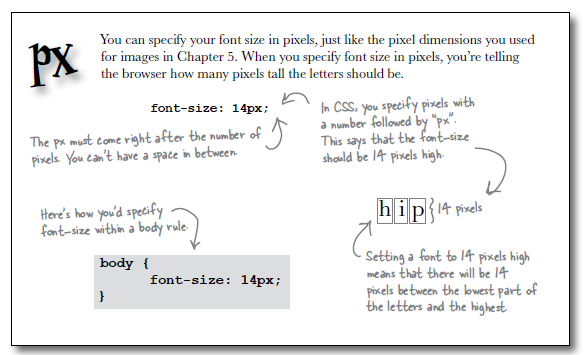 px
You can specify your font size in pixels, just like the pixel dimensions you used
for images in Chapter 5. When you specify font size in pixels, you're telling
the browser how many pixels tall the letters should be.
font-size: 14px;
The px must come right after the number of
pixels. You can't have a space in between.
In CSS, you specify pixels with
a number followed by "px".
This says that the font-size
should be 14 pixels high.
hip
14 pixels
Here's how you'd specify
font-size within a body rule.
body {
font-size: 14px;
}
Setting a font to 14 pixels high
means that there will be 14
pixels between the lowest part of
the letters and the highest.